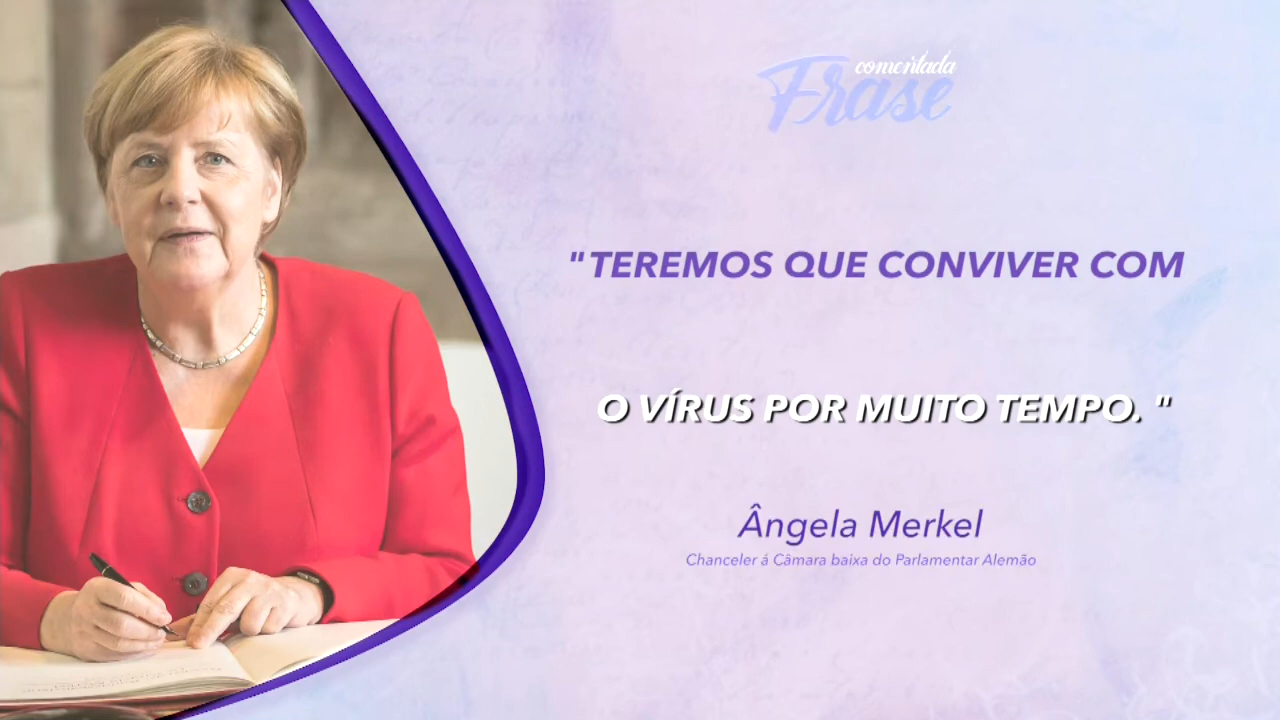 comentada
Frase
"TEREMOS QUE CONVIVER COM
O VÍRUS POR MUITO TEMPO. "
Ângela Merkel
Chanceler á Câmara baixa do Parlamentar Alemão